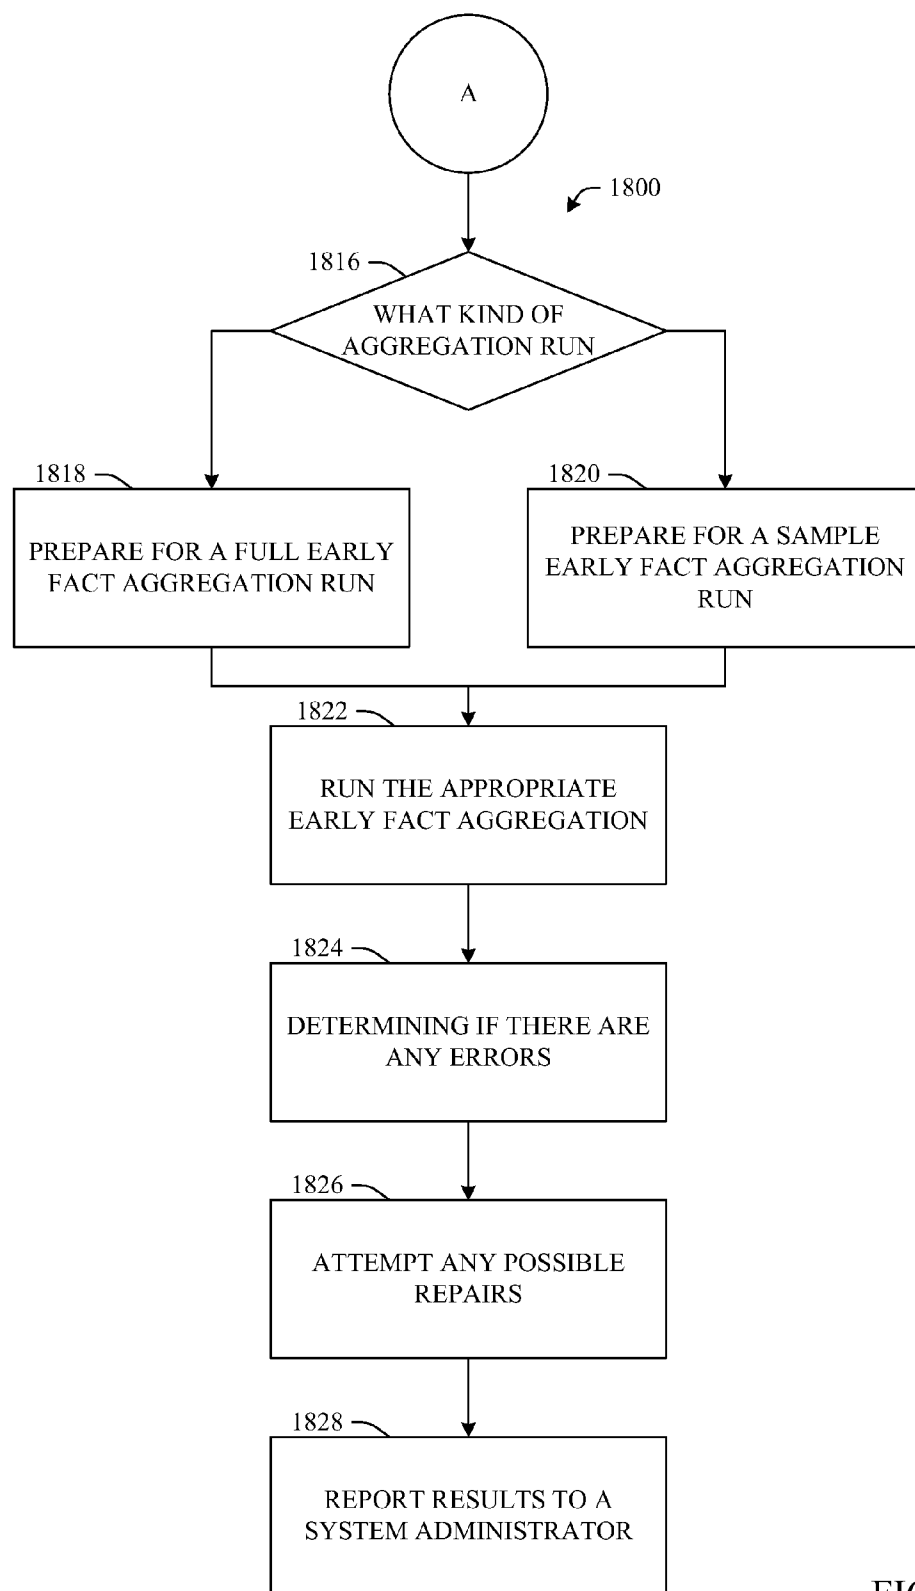 A
1800
1816
WHAT KIND OF
AGGREGATION RUN
1818
PREPARE FOR A FULL EARLY
FACT AGGREGATION RUN
1820
PREPARE FOR A SAMPLE
EARLY FACT AGGREGATION
RUN
1822
RUN THE APPROPRIATE
EARLY FACT AGGREGATION
1824
DETERMINING IF THERE ARE
ANY ERRORS
1826
ATTEMPT ANY POSSIBLE
REPAIRS
1828
REPORT RESULTS TO A
SYSTEM ADMINISTRATOR